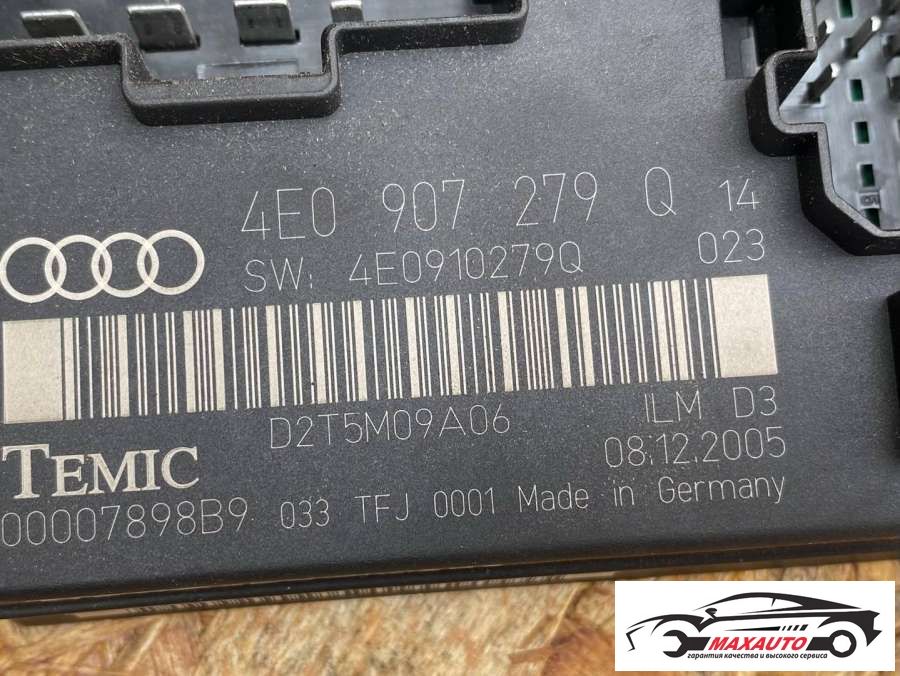 4E0 907 279 Q 14
SW: 4E0910279Q 023
D2T5M09A06 ILM D3
TEMIC 08.12.2005
00007898B9 033 TFJ 0001 Made in Germany
MAXAUTO
гарантия качества и высокого сервиса